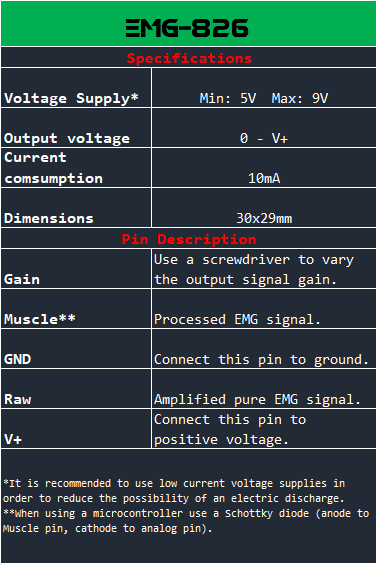 EMG-826
Specifications
Voltage Supply* Min: 5V Max: 9V
Output voltage 0 - V+
Current
comsumption 10mA
Dimensions 30x29mm
Pin Description
Use a screwdriver to vary
Gain the output signal gain.
Muscle** Processed EMG signal.
GND Connect this pin to ground.
Raw Amplified pure EMG signal.
Connect this pin to
V+ positive voltage.
*It is recommended to use low current voltage supplies in
order to reduce the possibility of an electric discharge.
**When using a microcontroller use a Schottky diode (anode to
Muscle pin, cathode to analog pin).